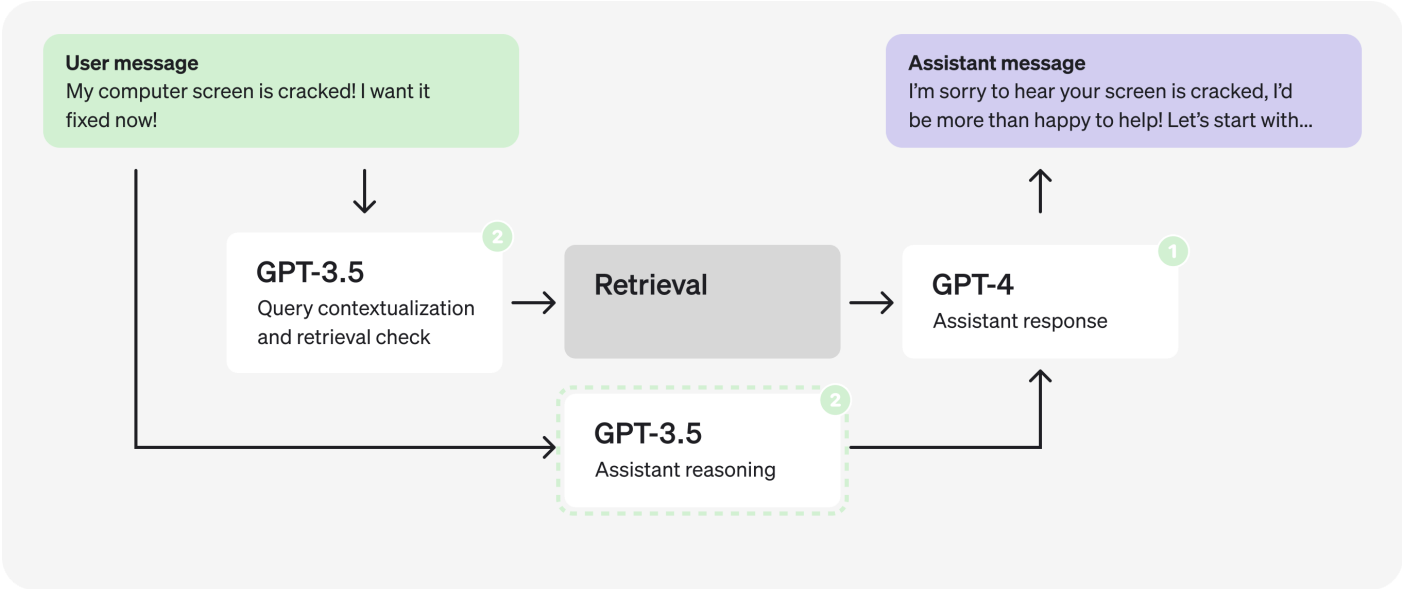 User message
My computer screen is cracked! I want it
fixed now!
Assistant message
I’m sorry to hear your screen is cracked, I’d
be more than happy to help! Let’s start with...
2
GPT-3.5
Query contextualization
and retrieval check
Retrieval
1
GPT-4
Assistant response
2
GPT-3.5
Assistant reasoning